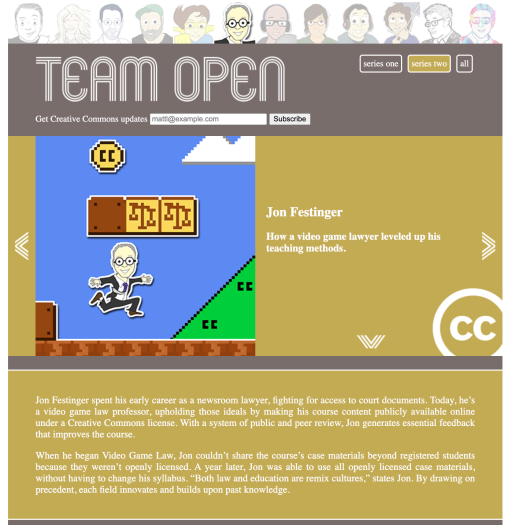 TEAM OPEN
series one
series two
all
Get Creative Commons updates mattl@example.com Subscribe
CC
Jon Festinger
How a video game lawyer leveled up his
teaching methods.
CC
CC
CC
Jon Festinger spent his early career as a newsroom lawyer, fighting for access to court documents. Today, he's
a video game law professor, upholding those ideals by making his course content publicly available online
under a Creative Commons license. With a system of public and peer review, Jon generates essential feedback
that improves the course.
When he began Video Game Law, Jon couldn't share the course's case materials beyond registered students
because they weren't openly licensed. A year later, Jon was able to use all openly licensed case materials,
without having to change his syllabus. “Both law and education are remix cultures,” states Jon. By drawing on
precedent, each field innovates and builds upon past knowledge.